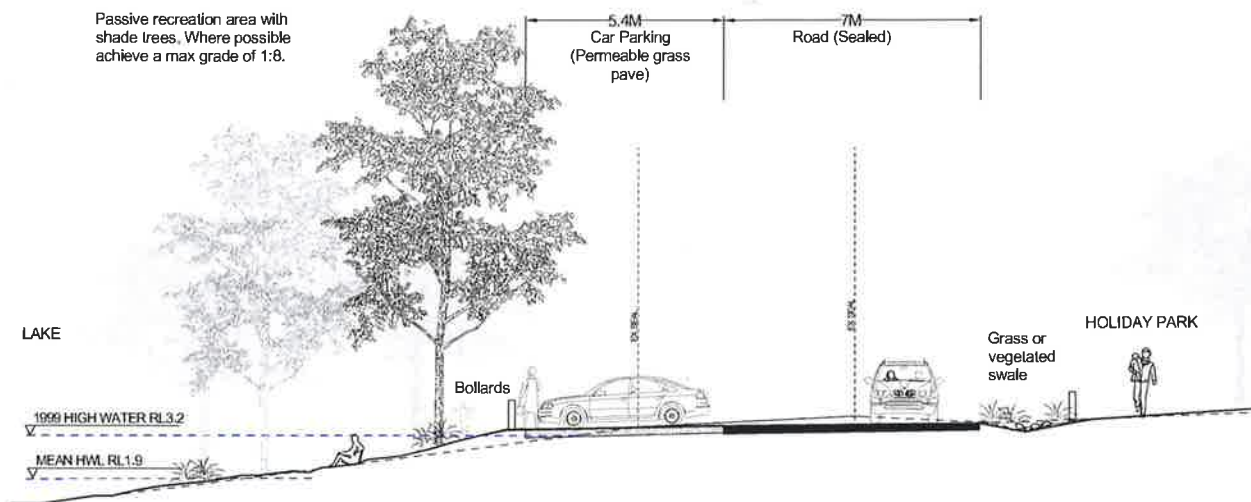 Passive recreation area with
shade trees. Where possible
achieve a max grade of 1:8.
5.4M
Car Parking
(Permeable grass
pave)
7M
Road (Sealed)
LAKE
Bollards
Grass or
vegetated
swale
HOLIDAY PARK
1999 HIGH WATER RL3.2
MEAN HWL RL1.9